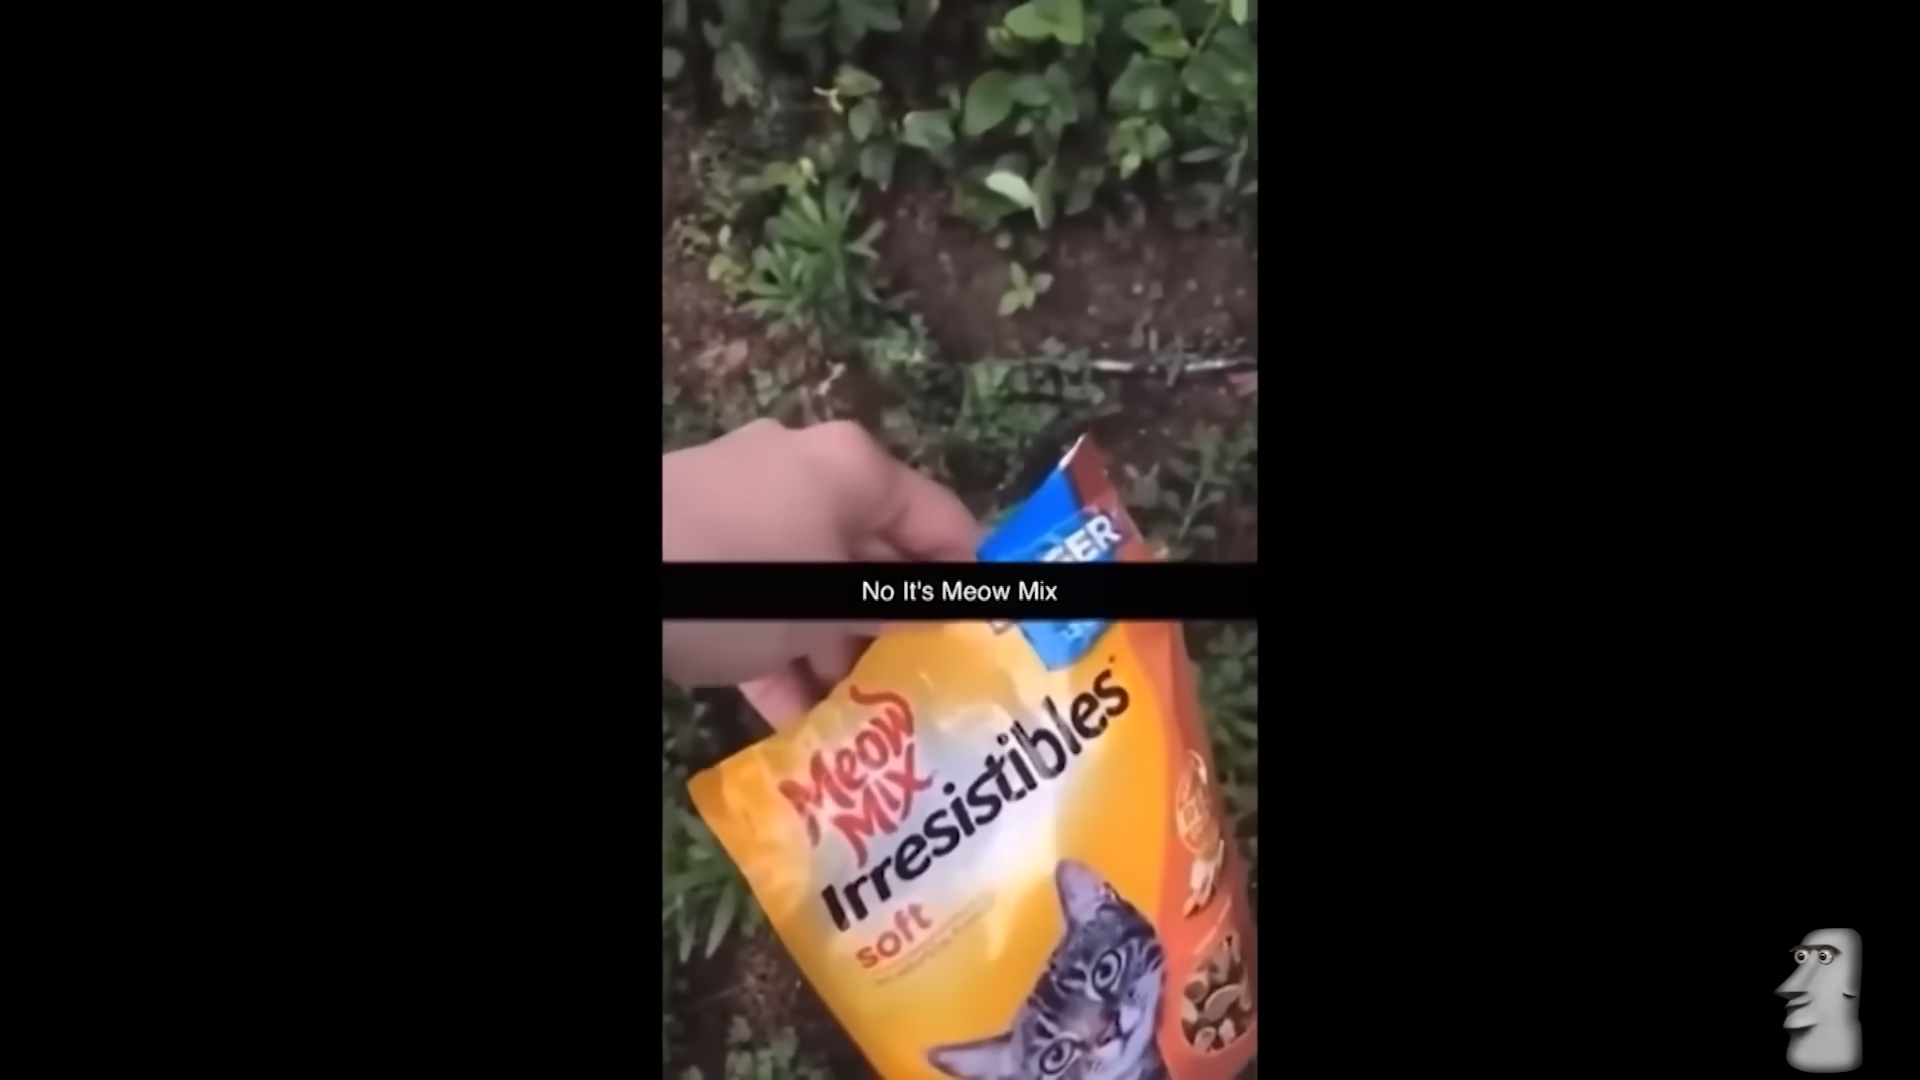 No It's Meow Mix
Meow
Mix
Irresistibles
soft